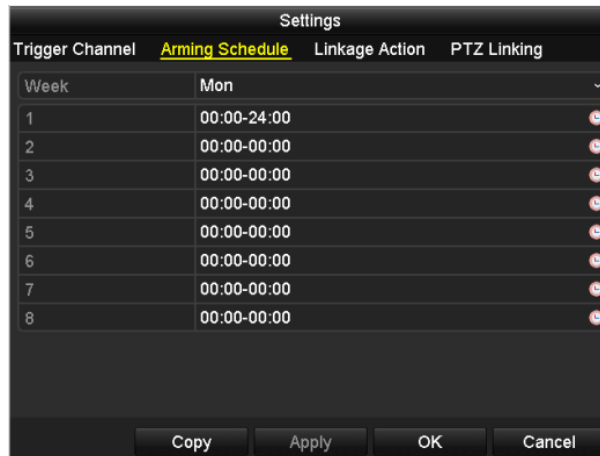 Settings
Trigger Channel Arming Schedule Linkage Action PTZ Linking
Week Mon
1 00:00-24:00
2 00:00-00:00
3 00:00-00:00
4 00:00-00:00
5 00:00-00:00
6 00:00-00:00
7 00:00-00:00
8 00:00-00:00
Copy Apply OK Cancel